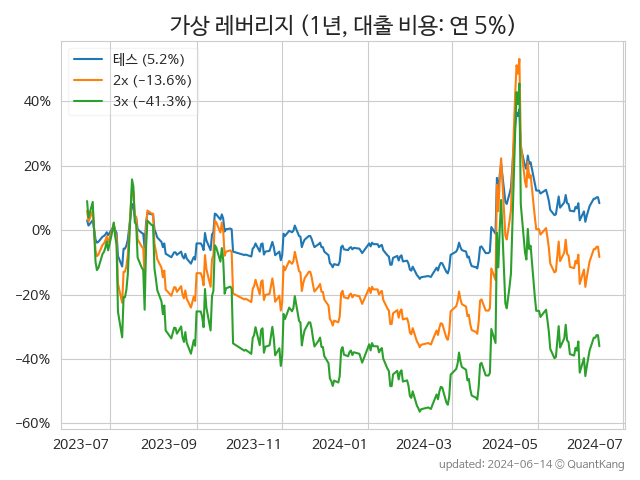 가상 레버리지 (1년, 대출 비용: 연 5%)
테스 (5.2%)
2x (−13.6%)
3x (−41.3%)
40%
20%
0%
−20%
−40%
−60%
2023-07 2023-09 2023-11 2024-01 2024-03 2024-05 2024-07
updated: 2024-06-14 © QuantKang